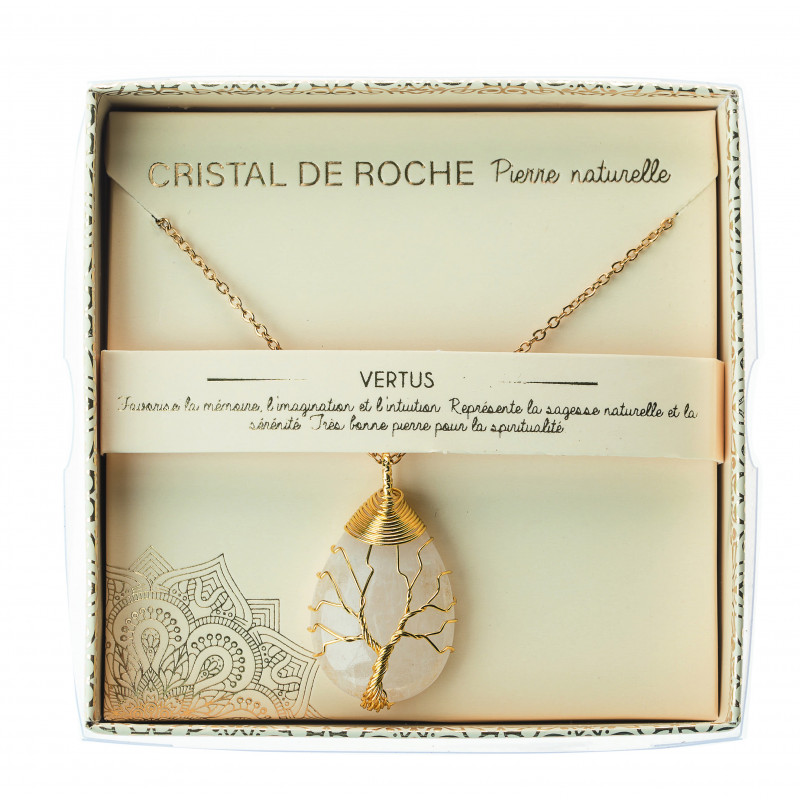 CRISTAL DE ROCHE Pierre naturelle
VERTUS
Favorise la mémoire, l'imagination et l'intuition. Représente la sagesse naturelle et la
sérénité. Très bonne pierre pour la spiritualité